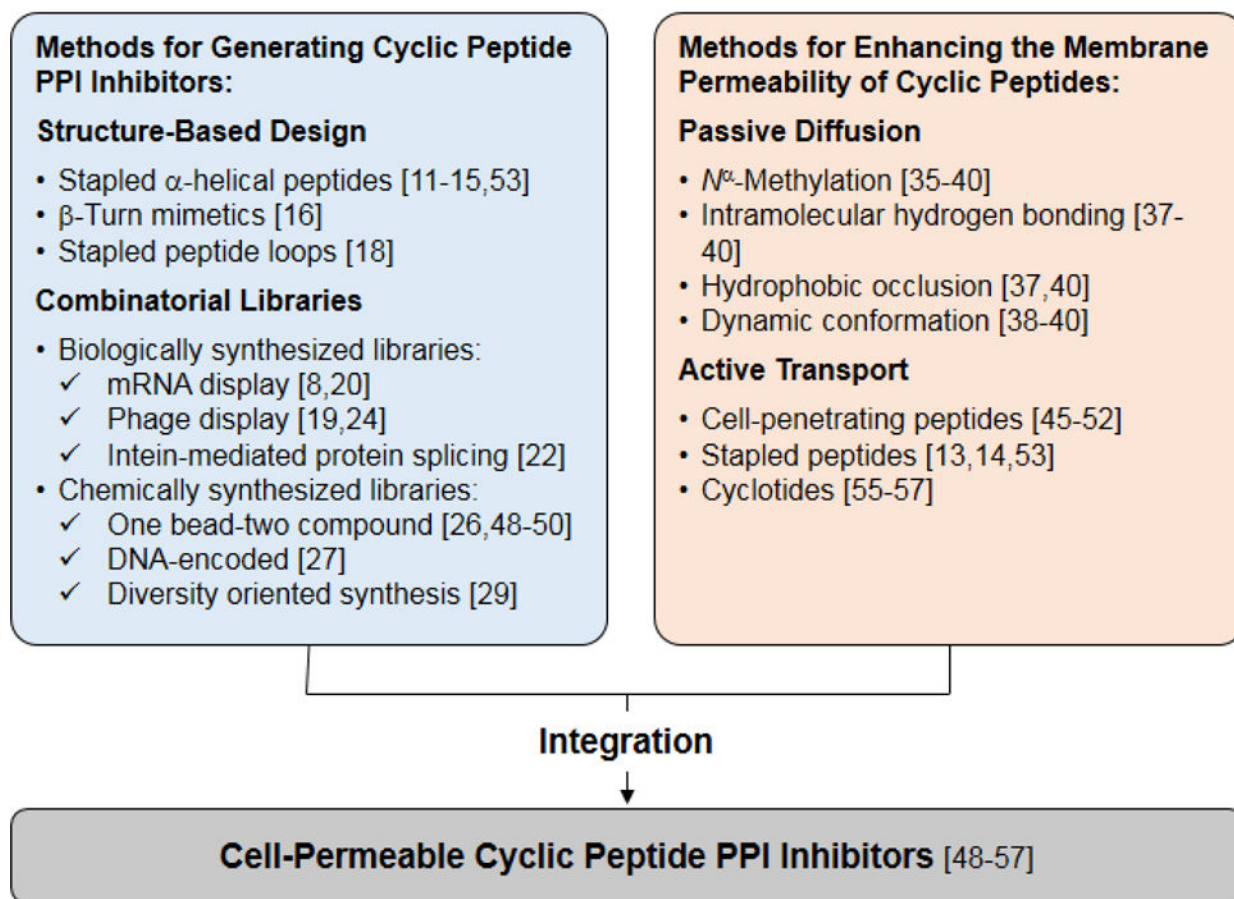 Methods for Generating Cyclic Peptide
PPI Inhibitors:
Structure-Based Design
• Stapled α-helical peptides [11-15,53]
• β-Turn mimetics [16]
• Stapled peptide loops [18]
Combinatorial Libraries
• Biologically synthesized libraries:
✓ mRNA display [8,20]
✓ Phage display [19,24]
✓ Intein-mediated protein splicing [22]
• Chemically synthesized libraries:
✓ One bead-two compound [26,48-50]
✓ DNA-encoded [27]
✓ Diversity oriented synthesis [29]
Methods for Enhancing the Membrane
Permeability of Cyclic Peptides:
Passive Diffusion
• Nᵅ-Methylation [35-40]
• Intramolecular hydrogen bonding [37-
40]
• Hydrophobic occlusion [37,40]
• Dynamic conformation [38-40]
Active Transport
• Cell-penetrating peptides [45-52]
• Stapled peptides [13,14,53]
• Cyclotides [55-57]
Integration
Cell-Permeable Cyclic Peptide PPI Inhibitors [48-57]